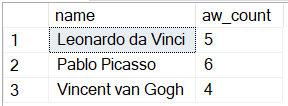 name aw_count
1 Leonardo da Vinci 5
2 Pablo Picasso 6
3 Vincent van Gogh 4